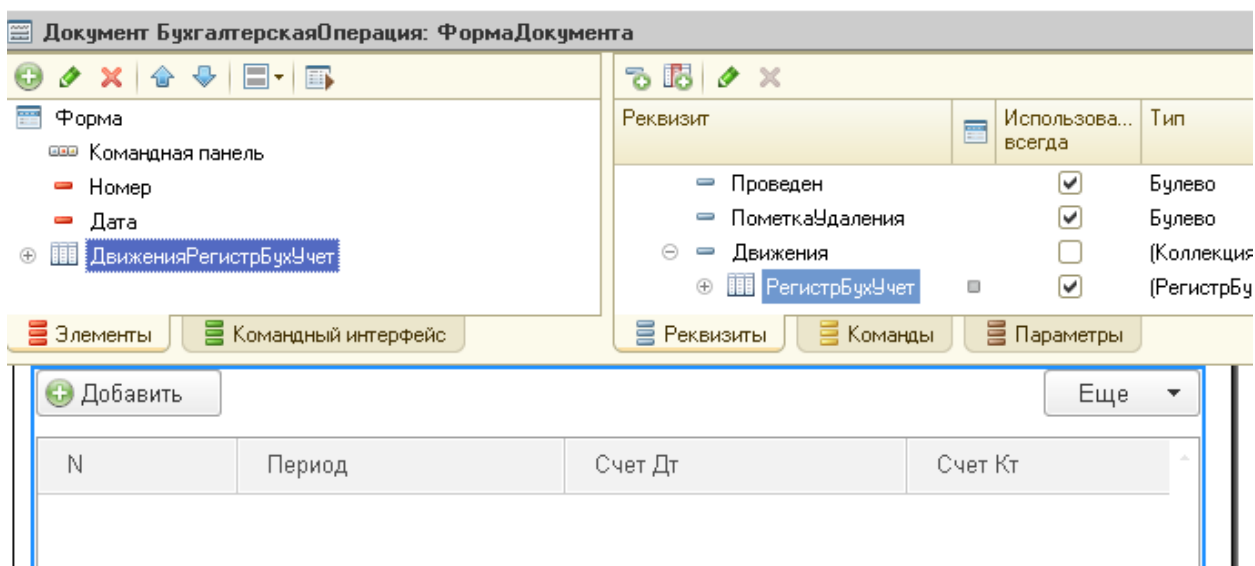 Документ БухгалтерскаяОперация: ФормаДокумента
Форма
Командная панель
Номер
Дата
ДвиженияРегистрБухУчет
Элементы
Командный интерфейс
Реквизит
Использова... всегда
Тип
Проведен
Булево
ПометкаУдаления
Булево
Движения
(Коллекция
РегистрБухУчет
(РегистрБу
Реквизиты
Команды
Параметры
Добавить
Еще
N
Период
Счет Дт
Счет Кт